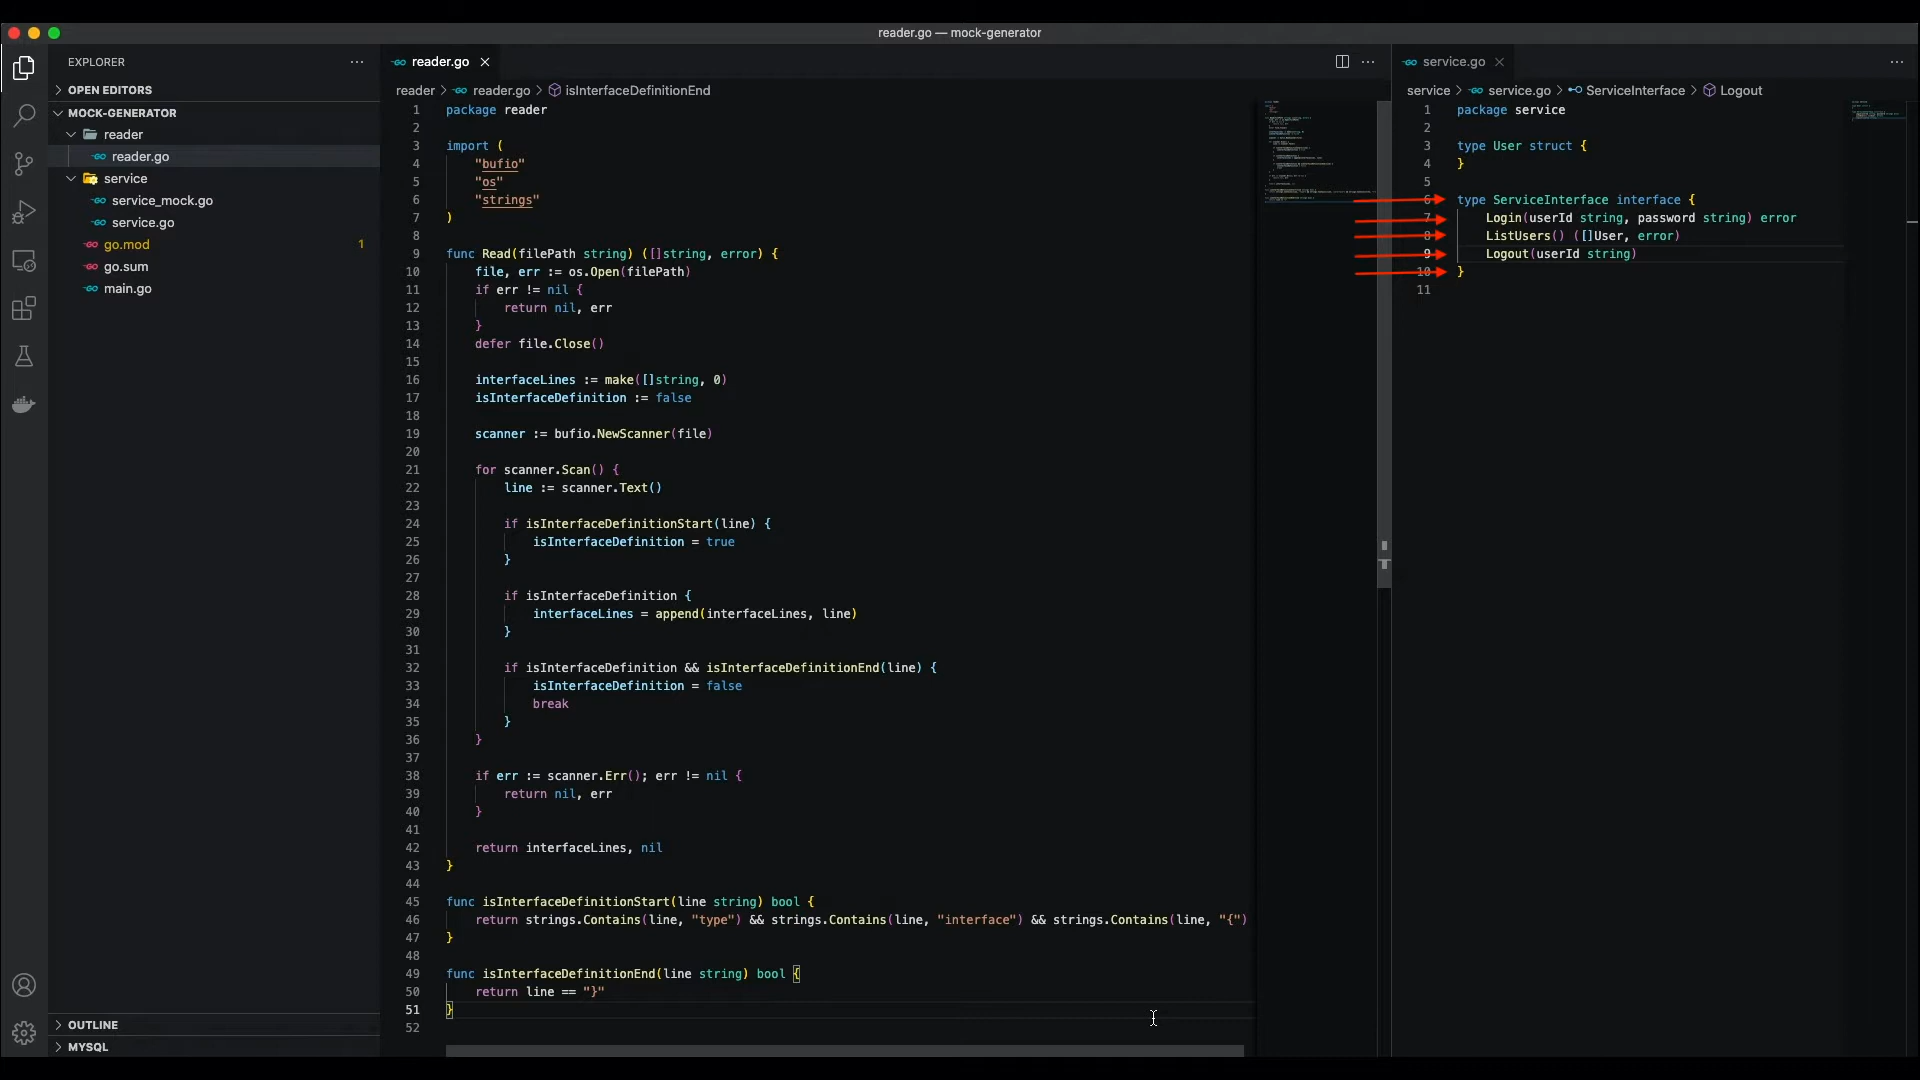 reader.go — mock-generator
EXPLORER
OPEN EDITORS
MOCK-GENERATOR
reader
reader.go
service
service_mock.go
service.go
go.mod 1
go.sum
main.go
OUTLINE
MYSQL
reader.go
reader > reader.go > isInterfaceDefinitionEnd
1 package reader
2
3 import (
4 "bufio"
5 "os"
6 "strings"
7 )
8
9 func Read(filePath string) ([]string, error) {
10 file, err := os.Open(filePath)
11 if err != nil {
12 return nil, err
13 }
14 defer file.Close()
15
16 interfaceLines := make([]string, 0)
17 isInterfaceDefinition := false
18
19 scanner := bufio.NewScanner(file)
20
21 for scanner.Scan() {
22 line := scanner.Text()
23
24 if isInterfaceDefinitionStart(line) {
25 isInterfaceDefinition = true
26 }
27
28 if isInterfaceDefinition {
29 interfaceLines = append(interfaceLines, line)
30 }
31
32 if isInterfaceDefinition && isInterfaceDefinitionEnd(line) {
33 isInterfaceDefinition = false
34 break
35 }
36 }
37
38 if err := scanner.Err(); err != nil {
39 return nil, err
40 }
41
42 return interfaceLines, nil
43 }
44
45 func isInterfaceDefinitionStart(line string) bool {
46 return strings.Contains(line, "type") && strings.Contains(line, "interface") && strings.Contains(line, "{")
47 }
48
49 func isInterfaceDefinitionEnd(line string) bool {
50 return line == "}"
51 }
52
service.go
service > service.go > ServiceInterface > Logout
1 package service
2
3 type User struct {
4 }
5
6 type ServiceInterface interface {
7 Login(userId string, password string) error
8 ListUsers() ([]User, error)
9 Logout(userId string)
10 }
11